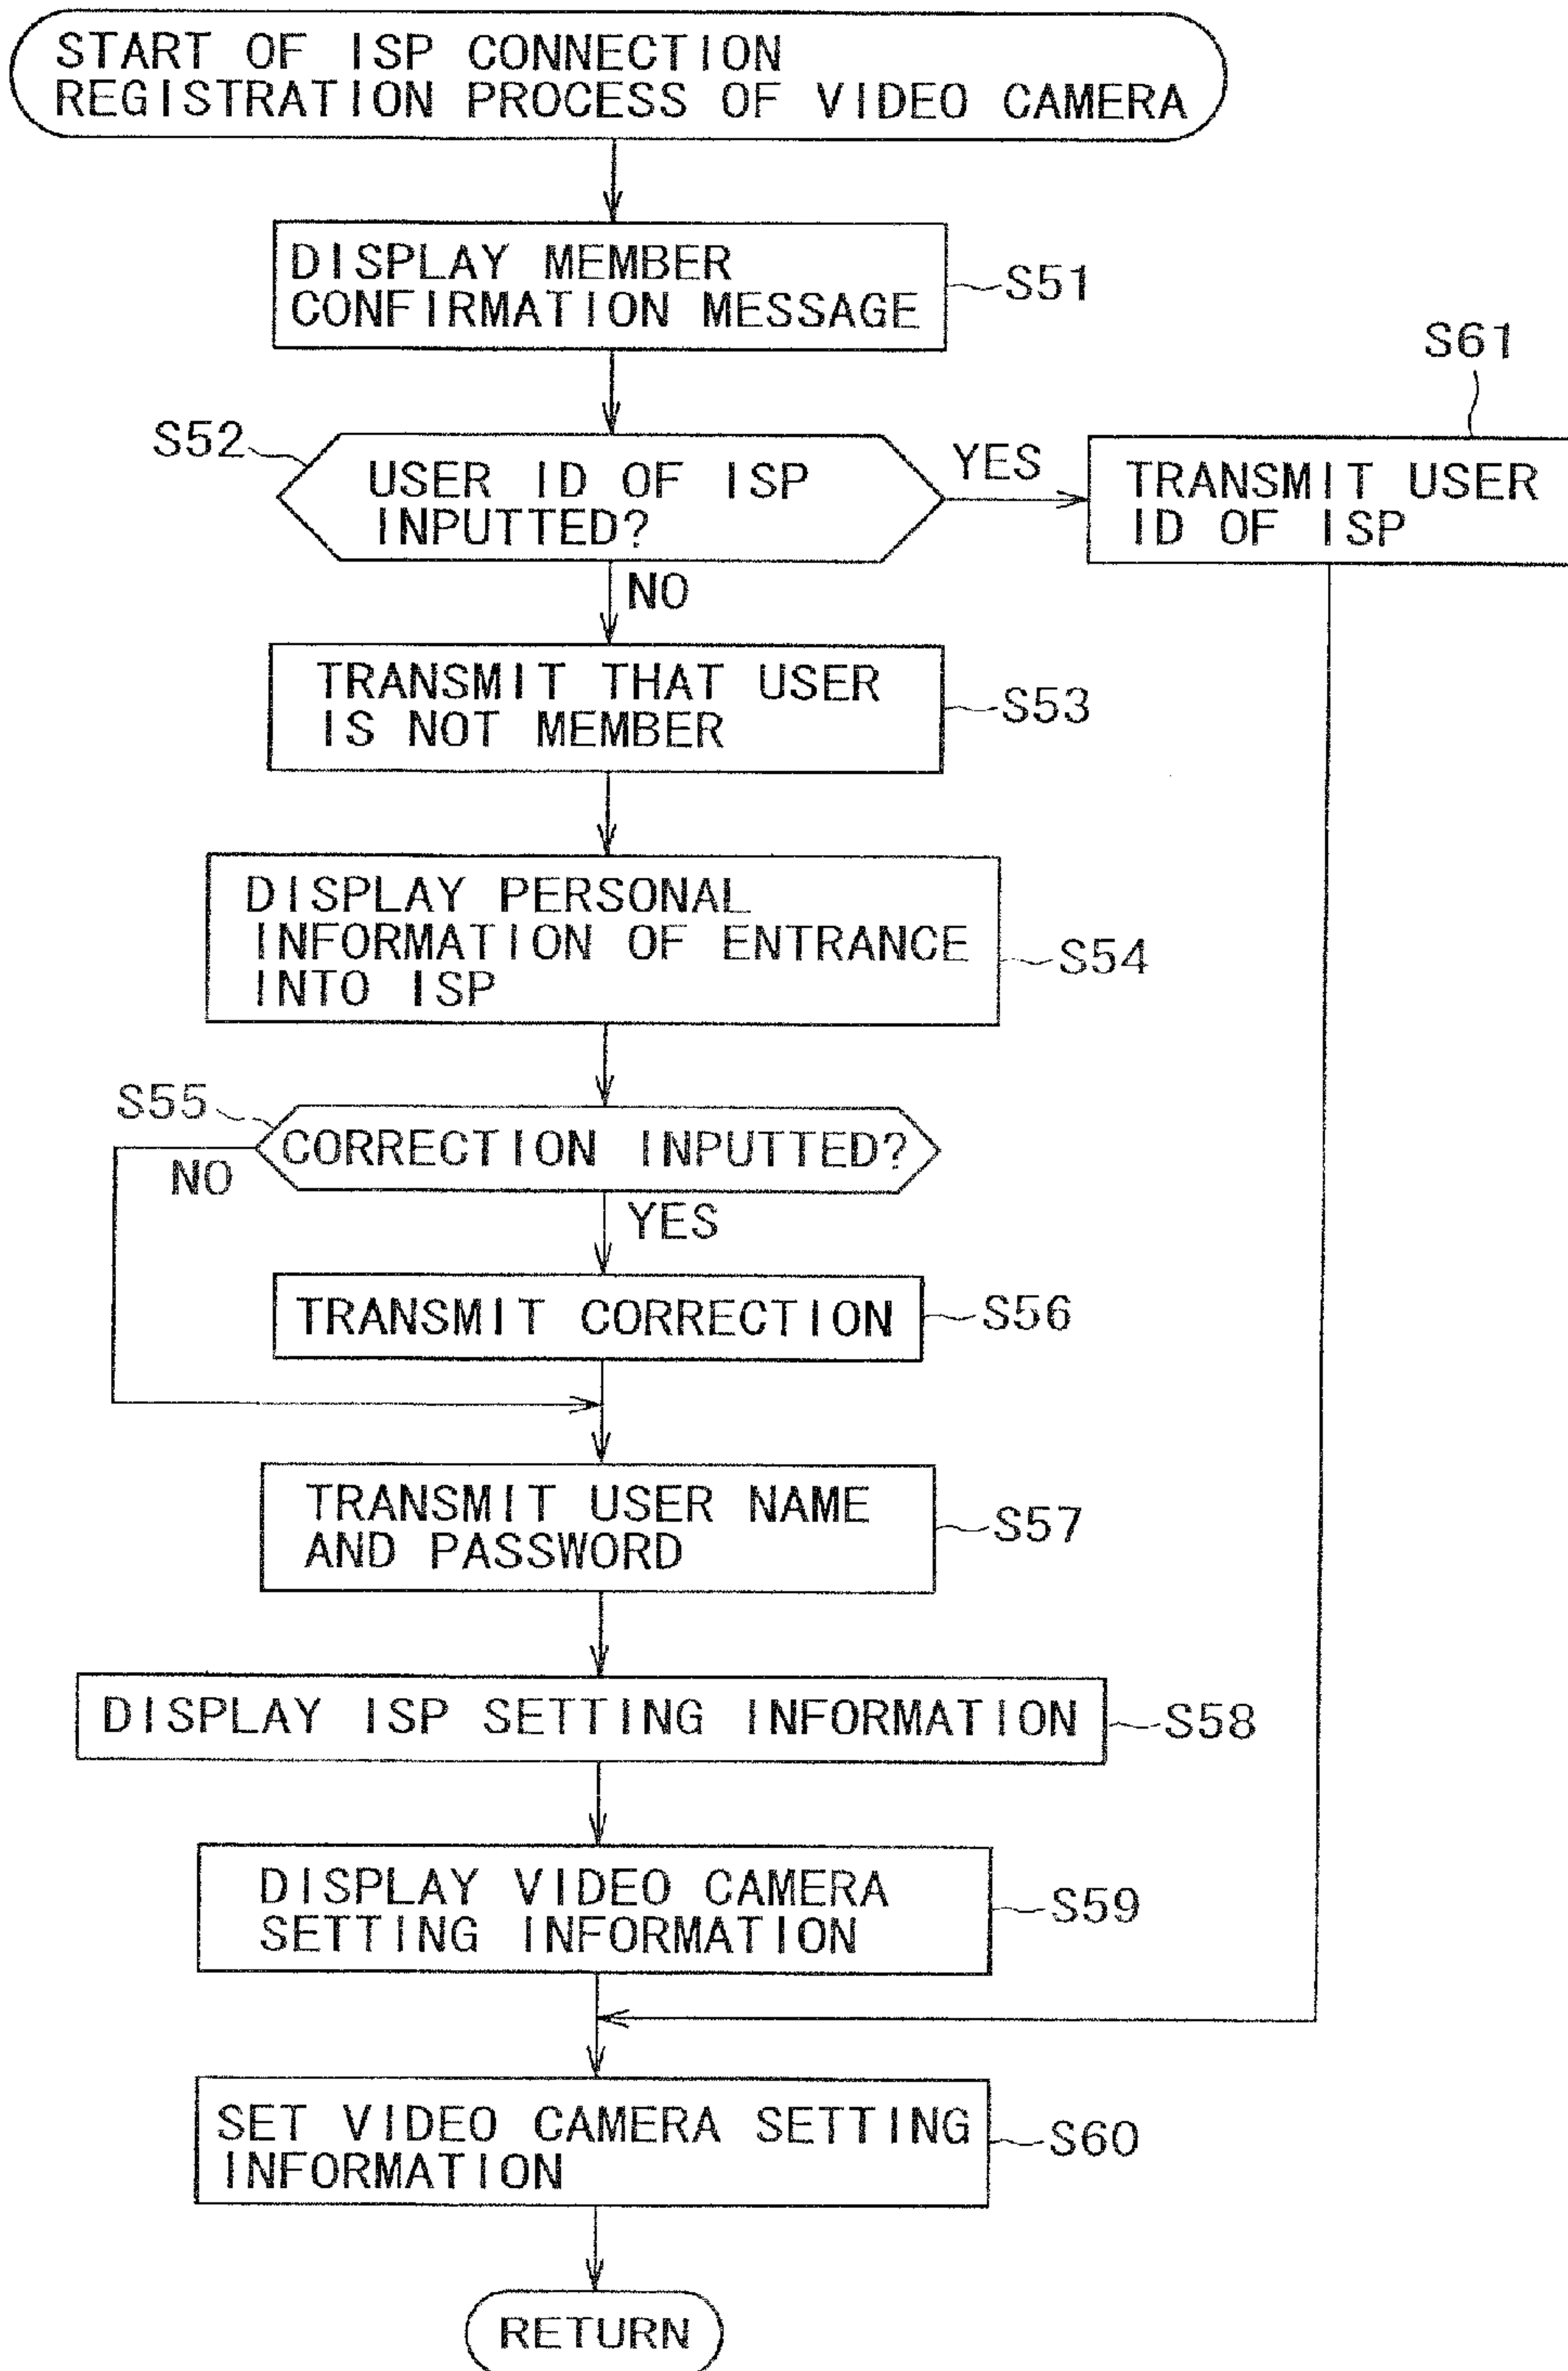 START OF ISP CONNECTION
REGISTRATION PROCESS OF VIDEO CAMERA
DISPLAY MEMBER
CONFIRMATION MESSAGE
S51
S61
S52
USER ID OF ISP
INPUTTED?
YES
TRANSMIT USER
ID OF ISP
NO
TRANSMIT THAT USER
IS NOT MEMBER
S53
DISPLAY PERSONAL
INFORMATION OF ENTRANCE
INTO ISP
S54
S55
CORRECTION INPUTTED?
NO
YES
TRANSMIT CORRECTION
S56
TRANSMIT USER NAME
AND PASSWORD
S57
DISPLAY ISP SETTING INFORMATION
S58
DISPLAY VIDEO CAMERA
SETTING INFORMATION
S59
SET VIDEO CAMERA SETTING
INFORMATION
S60
RETURN